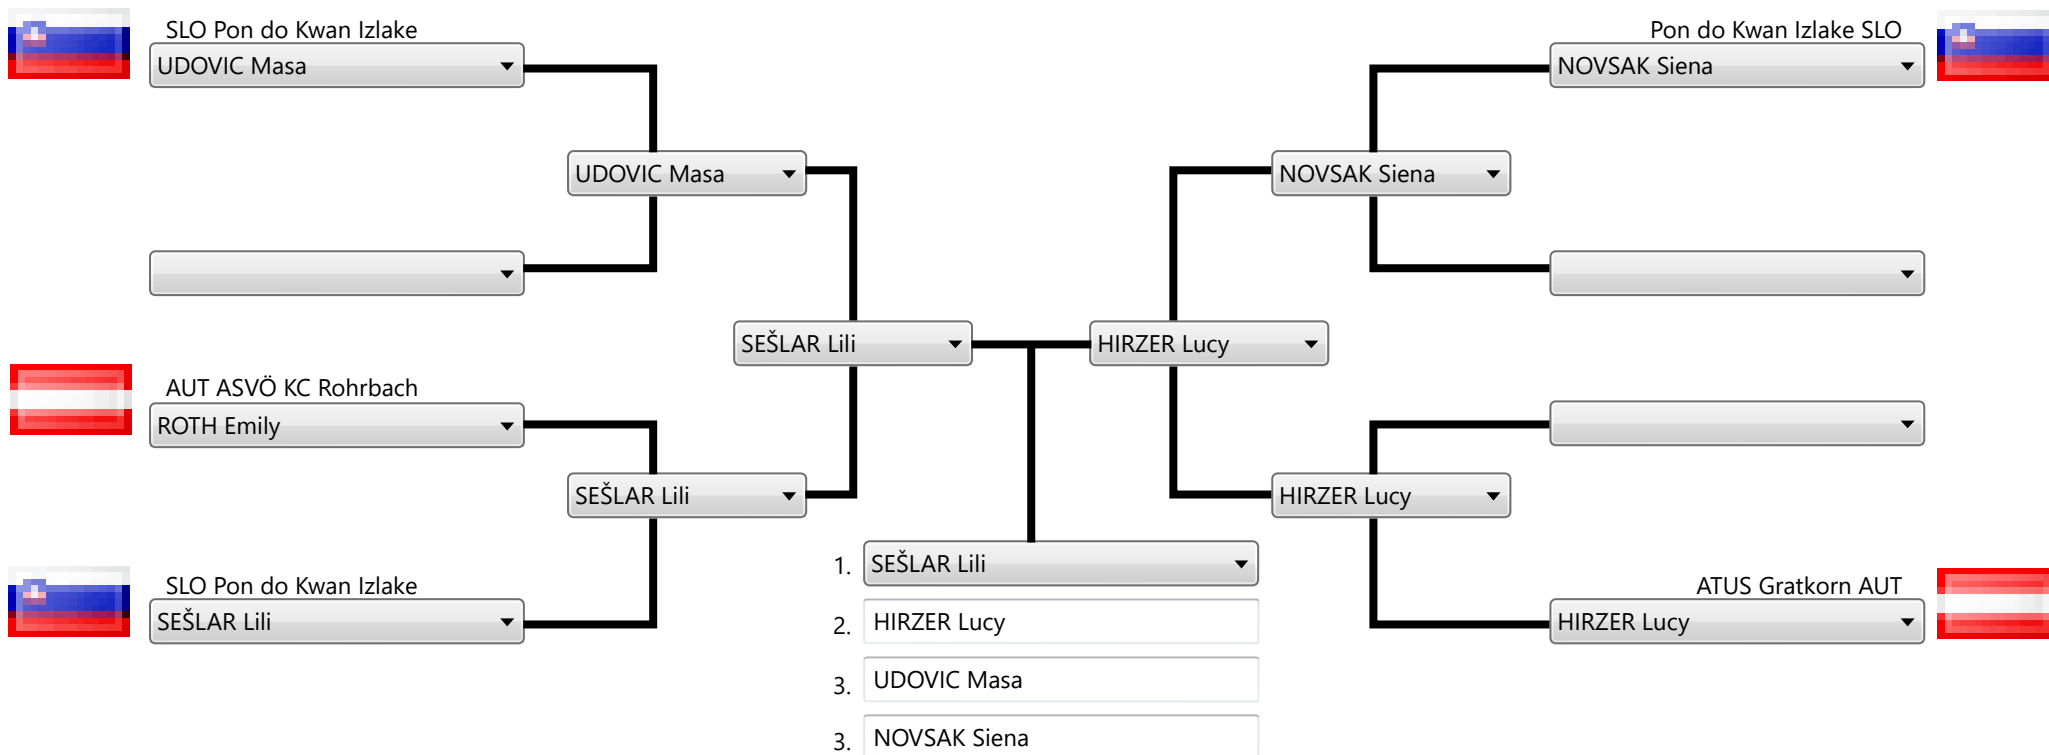 SLO Pon do Kwan Izlake
Pon do Kwan Izlake SLO
UDOVIC Masa
NOVSAK Siena
UDOVIC Masa
NOVSAK Siena
SEŠLAR Lili
HIRZER Lucy
AUT ASVÖ KC Rohrbach
ROTH Emily
SEŠLAR Lili
HIRZER Lucy
SLO Pon do Kwan Izlake
ATUS Gratkorn AUT
SEŠLAR Lili
HIRZER Lucy
1. SEŠLAR Lili
2. HIRZER Lucy
3. UDOVIC Masa
3. NOVSAK Siena